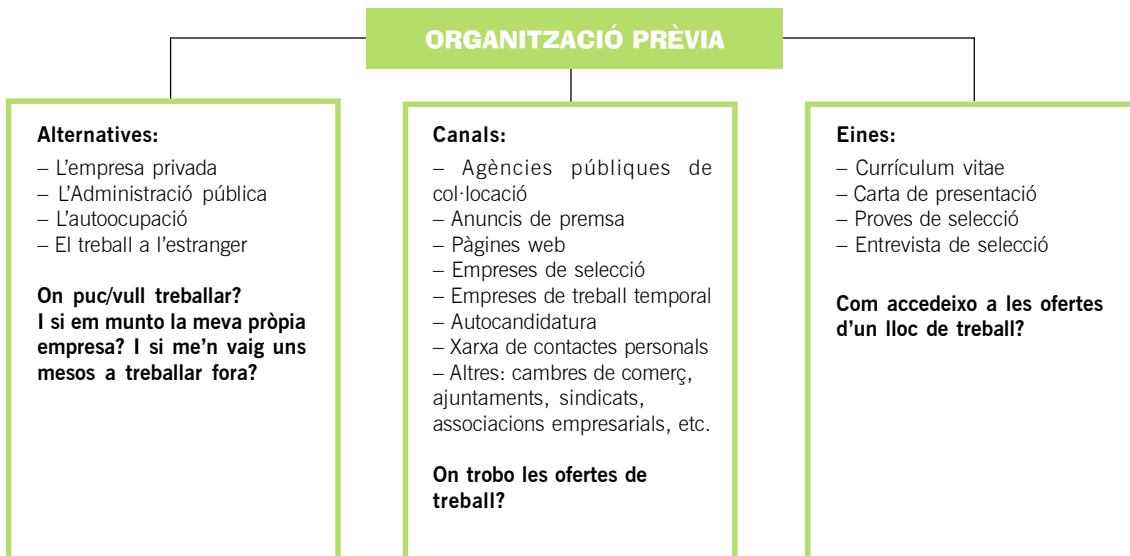 ORGANITZACIÓ PRÈVIA
Alternatives:
– L’empresa privada
– L’Administració pública
– L’autoocupació
– El treball a l’estranger
On puc/vull treballar?
I si em munto la meva pròpia
empresa? I si me’n vaig uns
mesos a treballar fora?
Canals:
– Agències públiques de
col·locació
– Anuncis de premsa
– Pàgines web
– Empreses de selecció
– Empreses de treball temporal
– Autocandidatura
– Xarxa de contactes personals
– Altres: cambres de comerç,
ajuntaments, sindicats,
associacions empresarials, etc.
On trobo les ofertes de
treball?
Eines:
– Currículum vitae
– Carta de presentació
– Proves de selecció
– Entrevista de selecció
Com accedeixo a les ofertes
d’un lloc de treball?